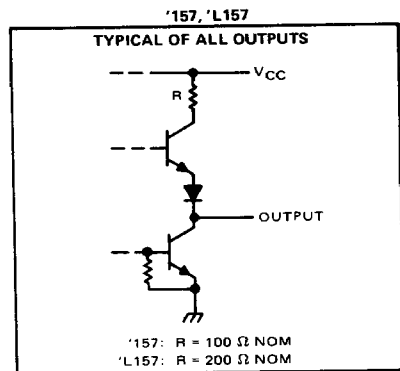 '157, 'L157
TYPICAL OF ALL OUTPUTS
VCC
R
OUTPUT
'157: R = 100 Ω NOM
'L157: R = 200 Ω NOM